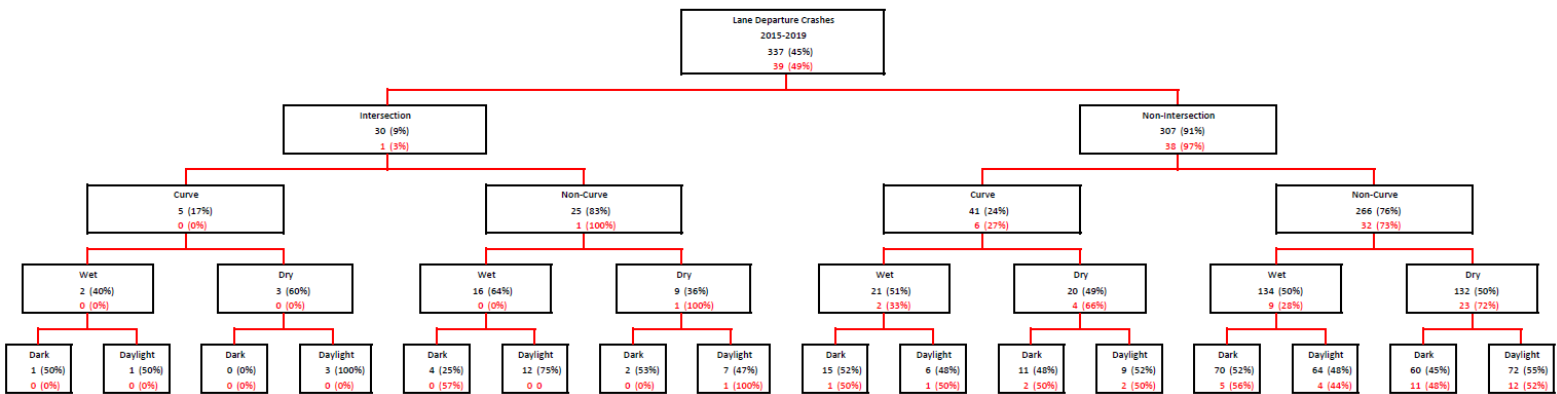 Lane Departure Crashes
2015-2019
337 (45%)
39 (49%)
Intersection
30 (9%)
1 (3%)
Non-Intersection
307 (91%)
38 (97%)
Curve
5 (17%)
0 (0%)
Non-Curve
25 (83%)
1 (100%)
Curve
41 (24%)
6 (27%)
Non-Curve
266 (76%)
32 (73%)
Wet
2 (40%)
0 (0%)
Dry
3 (60%)
0 (0%)
Wet
16 (64%)
0 (0%)
Dry
9 (36%)
1 (100%)
Wet
21 (51%)
2 (33%)
Dry
20 (49%)
4 (66%)
Wet
134 (50%)
9 (28%)
Dry
132 (50%)
23 (72%)
Dark
1 (50%)
0 (0%)
Daylight
1 (50%)
0 (0%)
Dark
0 (0%)
0 (0%)
Daylight
3 (100%)
0 (0%)
Dark
4 (25%)
0 (57%)
Daylight
12 (75%)
0 0
Dark
2 (53%)
0 (0%)
Daylight
7 (47%)
1 (100%)
Dark
15 (52%)
1 (50%)
Daylight
6 (48%)
1 (50%)
Dark
11 (48%)
2 (50%)
Daylight
9 (52%)
2 (50%)
Dark
70 (52%)
5 (56%)
Daylight
64 (48%)
4 (44%)
Dark
60 (45%)
11 (48%)
Daylight
72 (55%)
12 (52%)